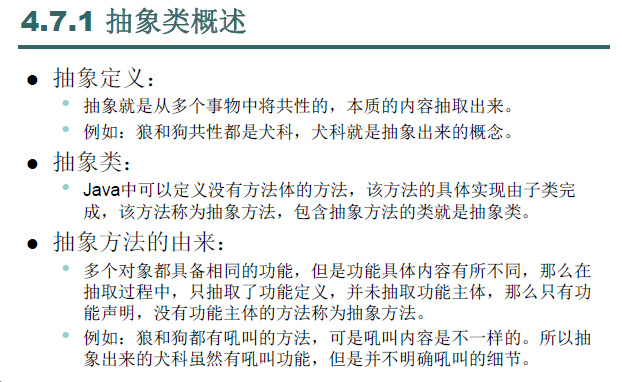 4.7.1 抽象类概述
抽象定义：
抽象就是从多个事物中将共性的，本质的内容抽取出来。
例如：狼和狗共性都是犬科，犬科就是抽象出来的概念。
抽象类：
Java中可以定义没有方法体的方法，该方法的具体实现由子类完
成，该方法称为抽象方法，包含抽象方法的类就是抽象类。
抽象方法的由来：
多个对象都具备相同的功能，但是功能具体内容有所不同，那么在
抽取过程中，只抽取了功能定义，并未抽取功能主体，那么只有功
能声明，没有功能主体的方法称为抽象方法。
例如：狼和狗都有吼叫的方法，可是吼叫内容是不一样的。所以抽
象出来的犬科虽然有吼叫功能，但是并不明确吼叫的细节。